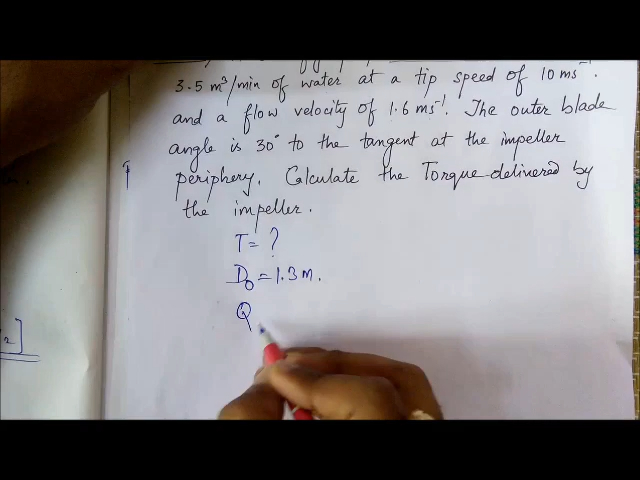 3.5 m³/min of water at a tip speed of 10 ms⁻¹.
and a flow velocity of 1.6 ms⁻¹. The outer blade
angle is 30° to the tangent at the impeller
periphery. Calculate the Torque delivered by
the impeller.
T = ?
D₀ = 1.3 m.
Q